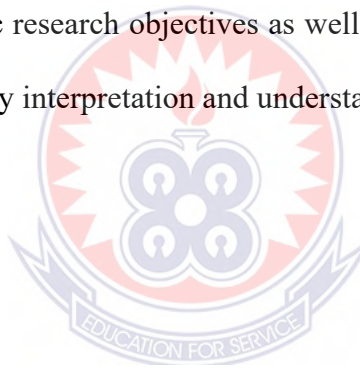 research objectives as well
interpretation and understa
EDUCATION FOR SERVICE